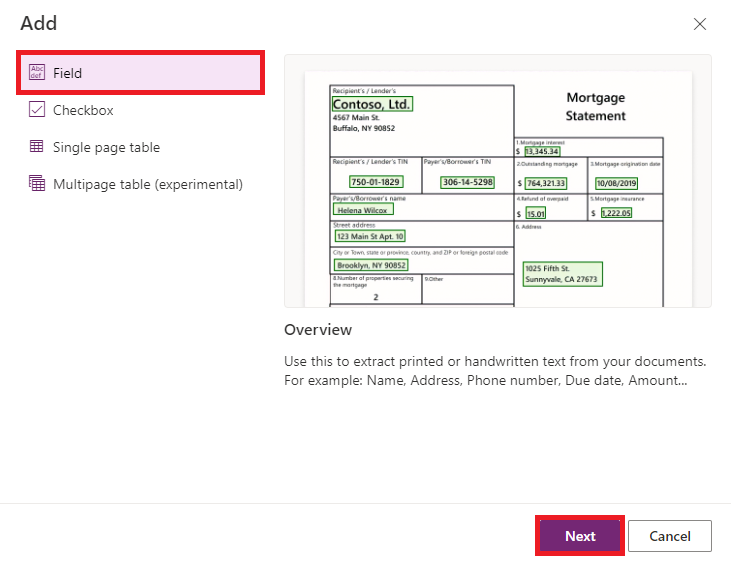 Add
Abc
def
Field
Checkbox
Single page table
Multipage table (experimental)
Recipient's / Lender's
Contoso, Ltd.
4567 Main St.
Buffalo, NY 90852
Mortgage
Statement
1.Mortgage interest
$ 13,345.34
Recipient's / Lender's TIN
Payer's/Borrower's TIN
750-01-1829
306-14-5298
2.Outstanding mortgage
3.Mortgage origination date
$ 764,321.33
10/08/2019
Payer's/Borrower's name
Helena Wilcox
4.Refund of overpaid
5.Mortgage insurance
$ 15.01
$ 1,222.05
Street address
123 Main St Apt. 10
6. Address
City or Town, state or province, country, and ZIP or foreign postal code
Brooklyn, NY 90852
1025 Fifth St.
Sunnyvale, CA 27673
8.Number of properties securing
the mortgage
9.Other
2
Overview
Use this to extract printed or handwritten text from your documents.
For example: Name, Address, Phone number, Due date, Amount...
Next
Cancel